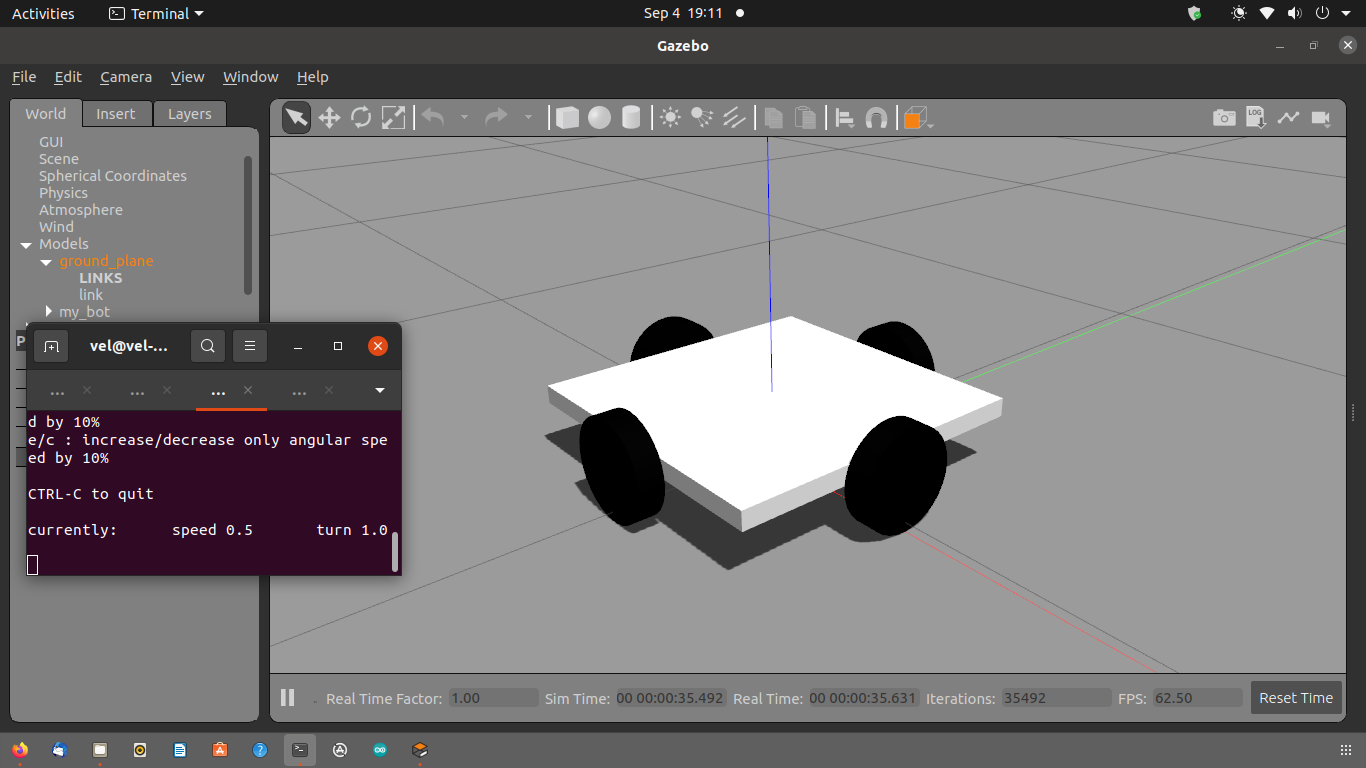 Activities
Terminal
Sep 4 19:11
Gazebo
File Edit Camera View Window Help
World Insert Layers
GUI
Scene
Spherical Coordinates
Physics
Atmosphere
Wind
Models
ground_plane
LINKS
link
my_bot
P
LOG
vel@vel-...
... ... ... ...
d by 10%
e/c : increase/decrease only angular spe
ed by 10%
CTRL-C to quit
currently: speed 0.5 turn 1.0
Real Time Factor: 1.00 Sim Time: 00 00:00:35.492 Real Time: 00 00:00:35.631 Iterations: 35492 FPS: 62.50 Reset Time